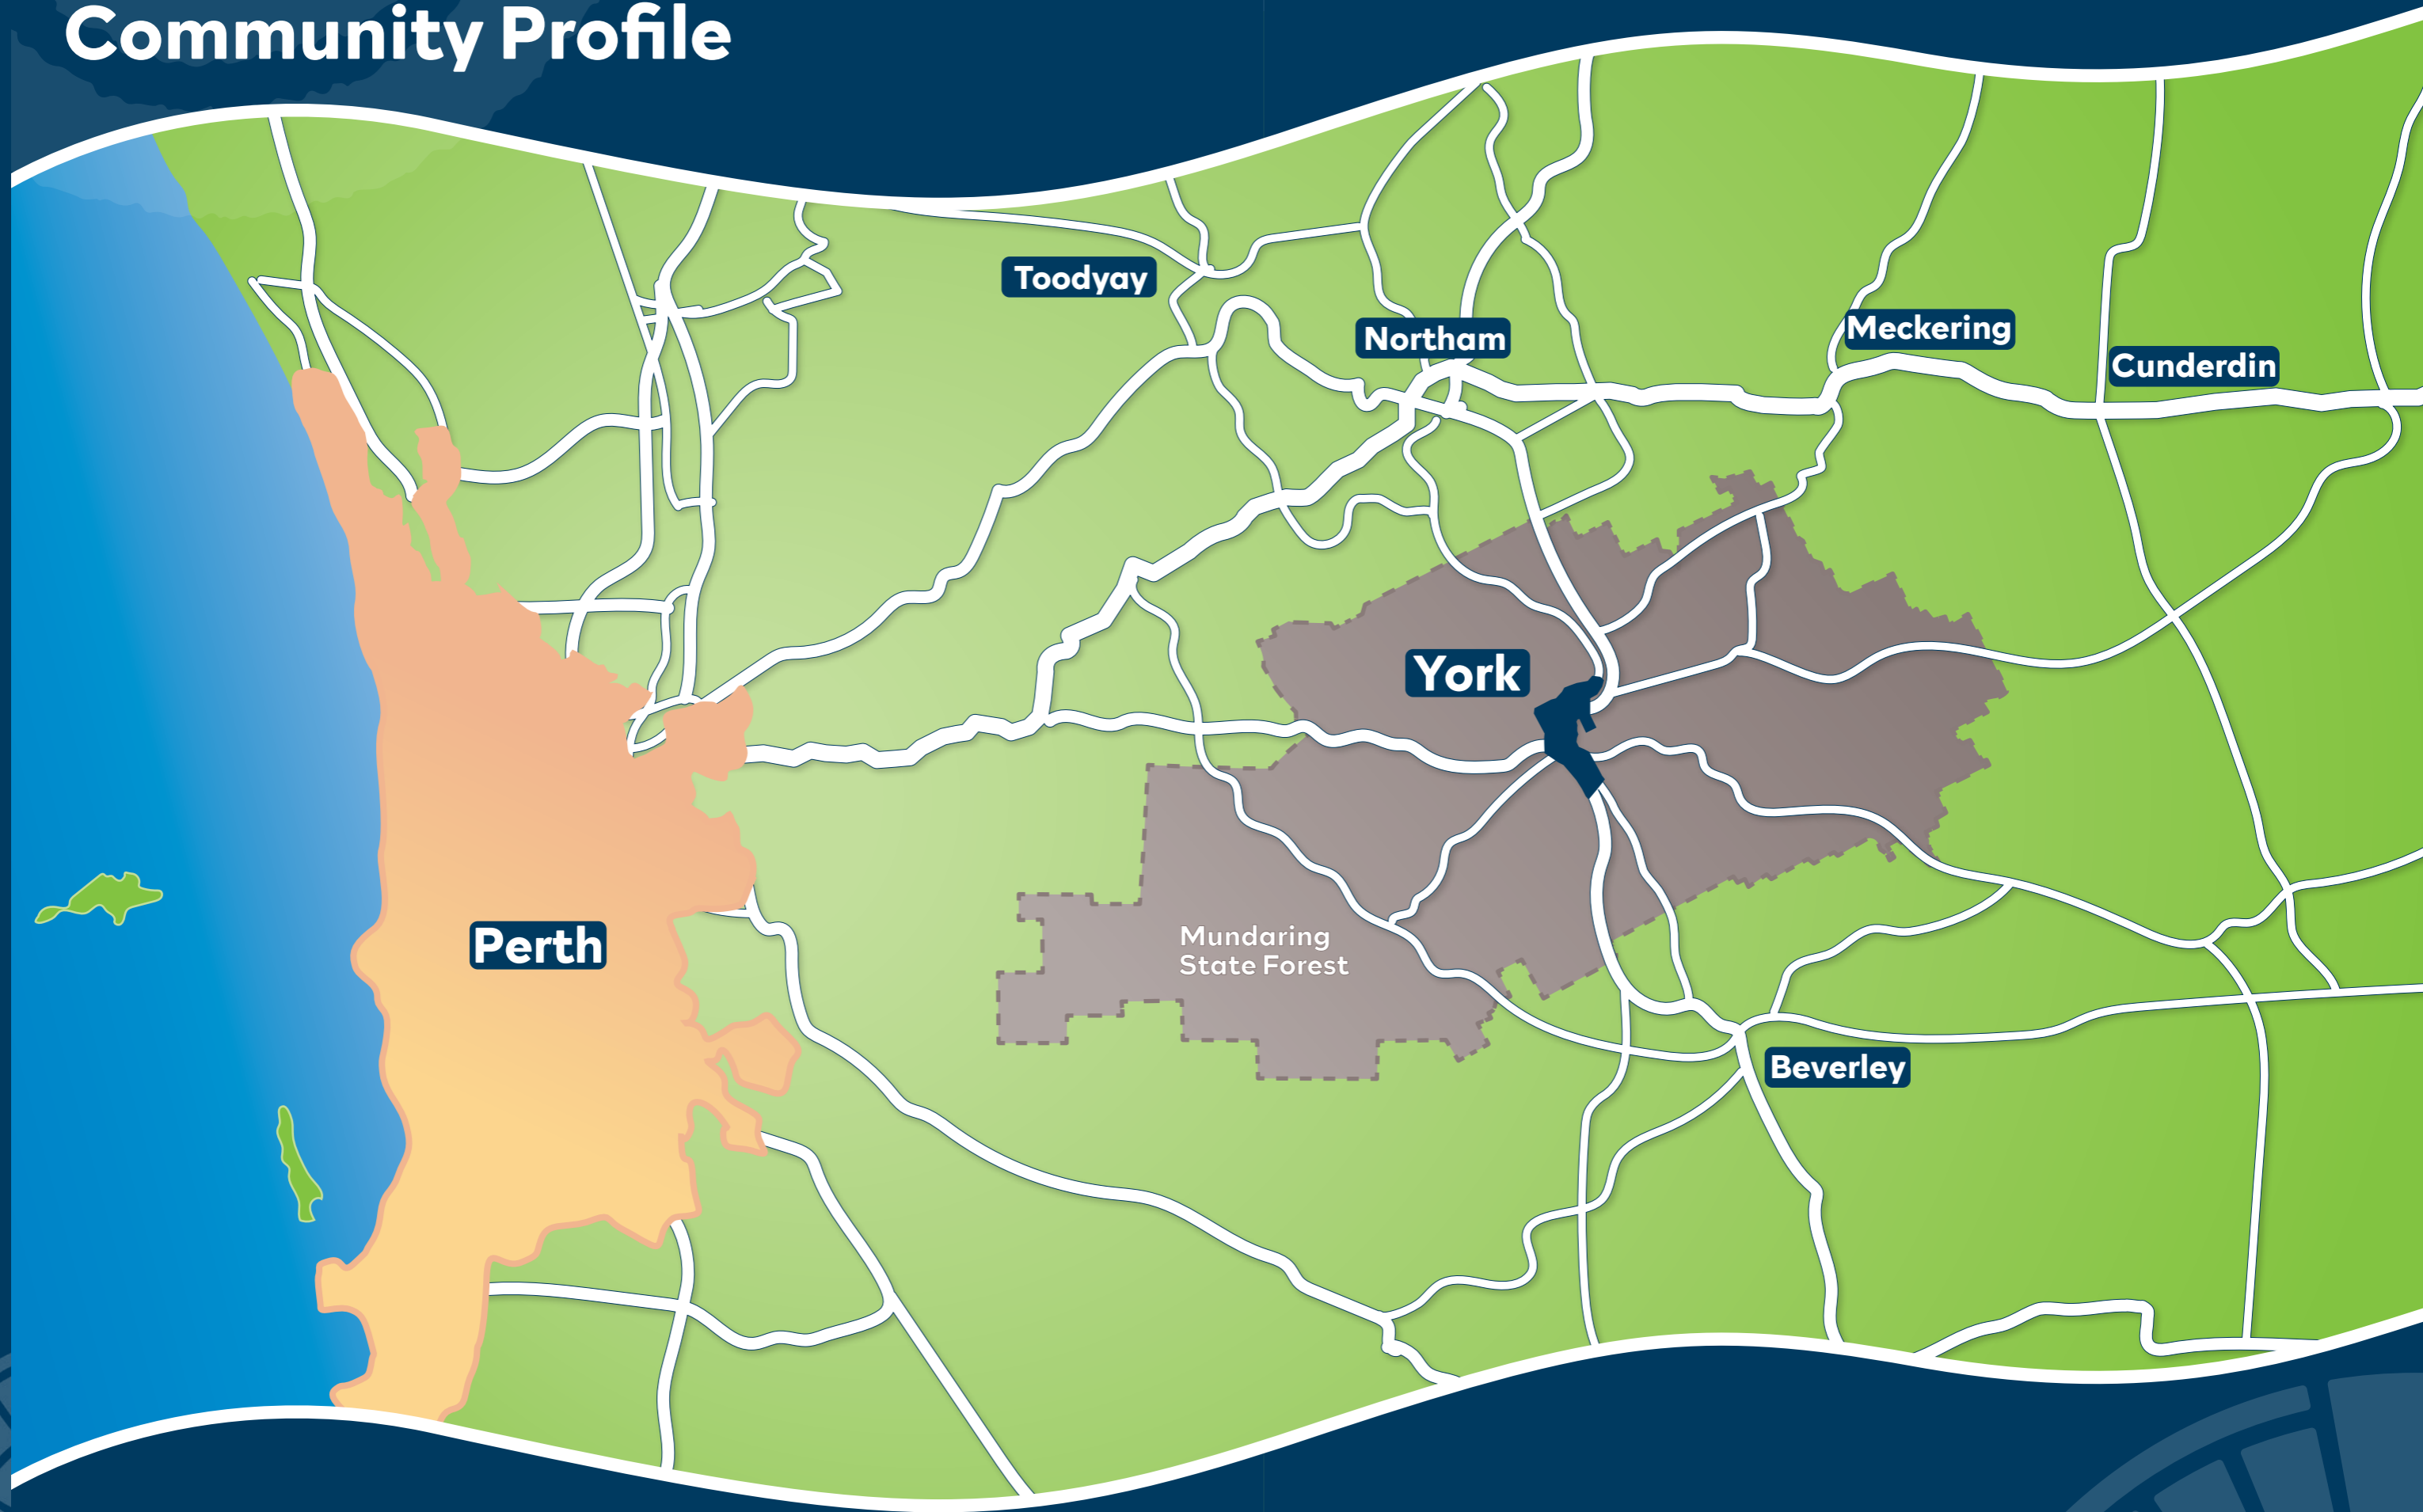 Community Profile
Toodyay
Northam
Meckering
Cunderdin
York
Perth
Mundaring
State Forest
Beverley